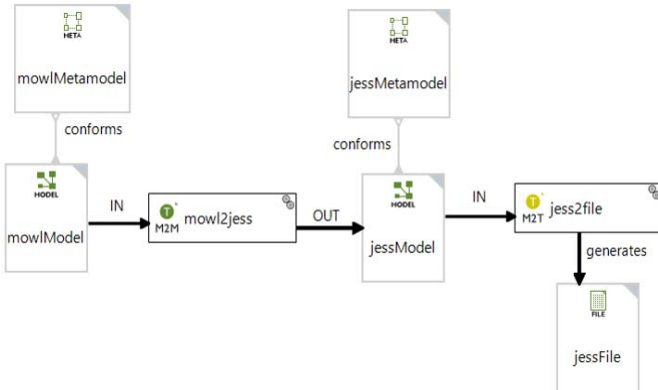 META
mowlMetamodel
META
jessMetamodel
conforms
conforms
MODEL
mowlModel
IN
T
M2M
mowl2jess
OUT
MODEL
jessModel
IN
T
M2T
jess2file
generates
FILE
jessFile